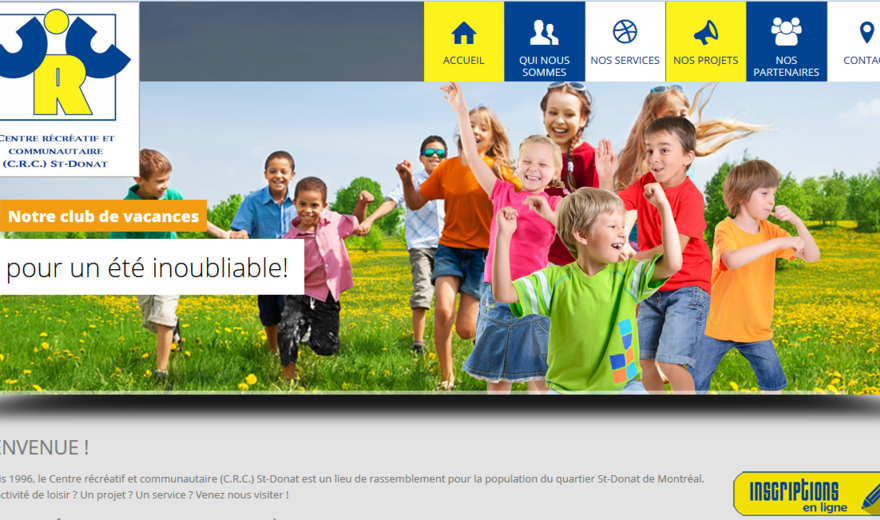 R
CENTRE RÉCRÉATIF ET
COMMUNAUTAIRE
(C.R.C.) ST-DONAT
ACCUEIL
QUI NOUS
SOMMES
NOS SERVICES
NOS PROJETS
NOS
PARTENAIRES
CONTAC
Notre club de vacances
pour un été inoubliable!
ENVENUE !
is 1996, le Centre récréatif et communautaire (C.R.C.) St-Donat est un lieu de rassemblement pour la population du quartier St-Donat de Montréal.
ctivité de loisir ? Un projet ? Un service ? Venez nous visiter !
inscriptions
en ligne